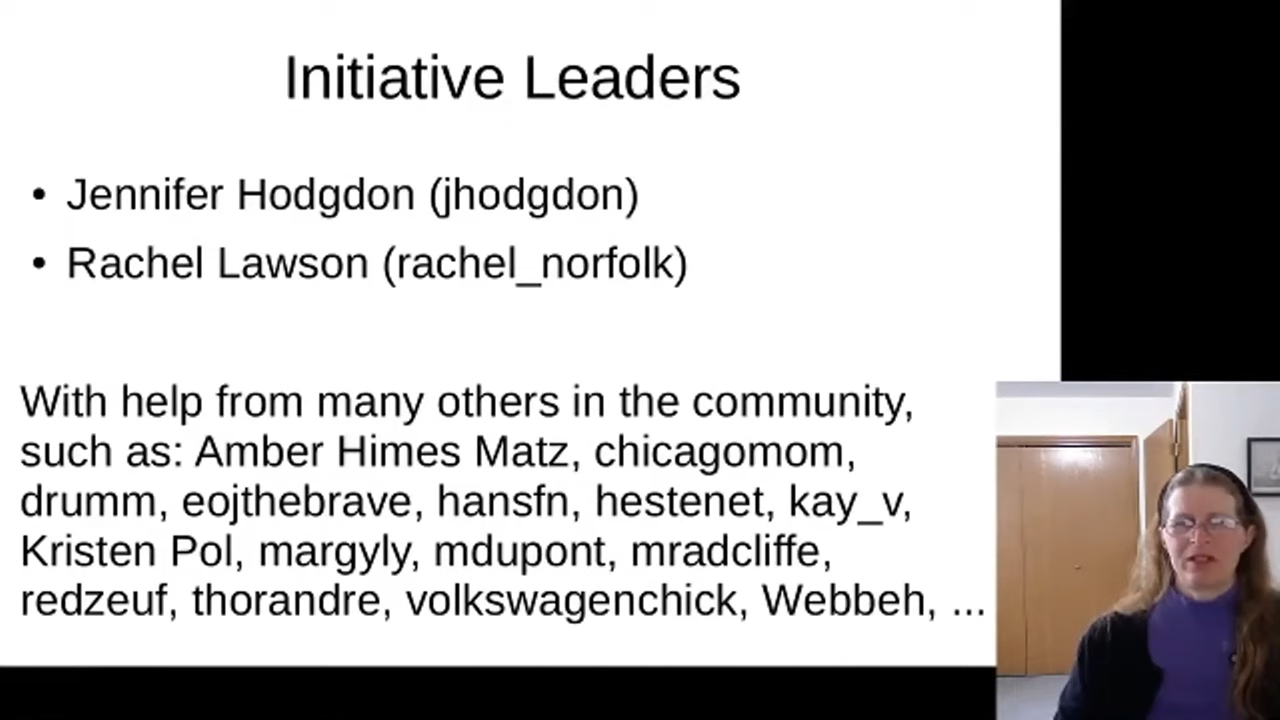 Initiative Leaders
• Jennifer Hodgdon (jhodgdon)
• Rachel Lawson (rachel_norfolk)
With help from many others in the community,
such as: Amber Himes Matz, chicagomom,
drumm, eojthebrave, hansfn, hestenet, kay_v,
Kristen Pol, margyly, mdupont, mradcliffe,
redzeuf, thorandre, volkswagenchick, Webbeh, ...